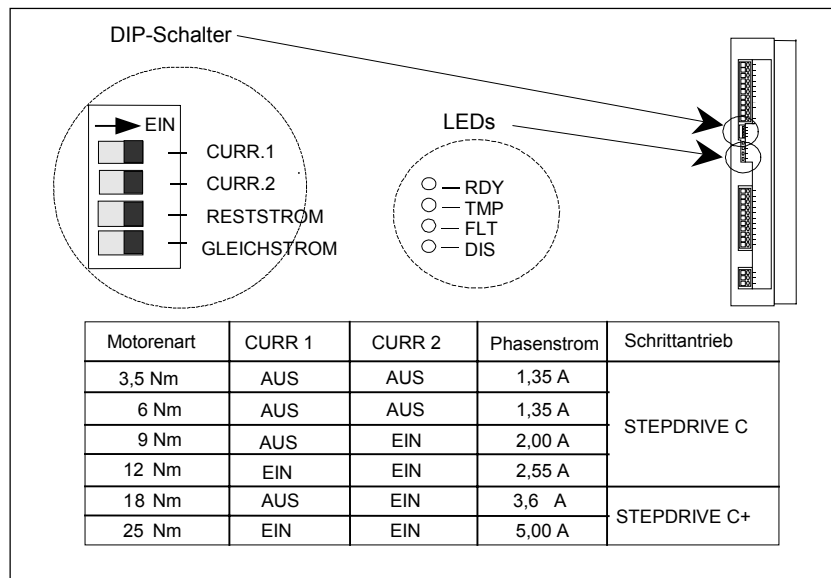 DIP-Schalter
EIN
CURR.1
CURR.2
RESTSTROM
GLEICHSTROM
LEDs
RDY
TMP
FLT
DIS
Motorenart CURR 1 CURR 2 Phasenstrom Schrittantrieb
3,5 Nm AUS AUS 1,35 A
6 Nm AUS AUS 1,35 A
STEPDRIVE C
9 Nm AUS EIN 2,00 A
12 Nm EIN EIN 2,55 A
18 Nm AUS EIN 3,6 A
STEPDRIVE C+
25 Nm EIN EIN 5,00 A